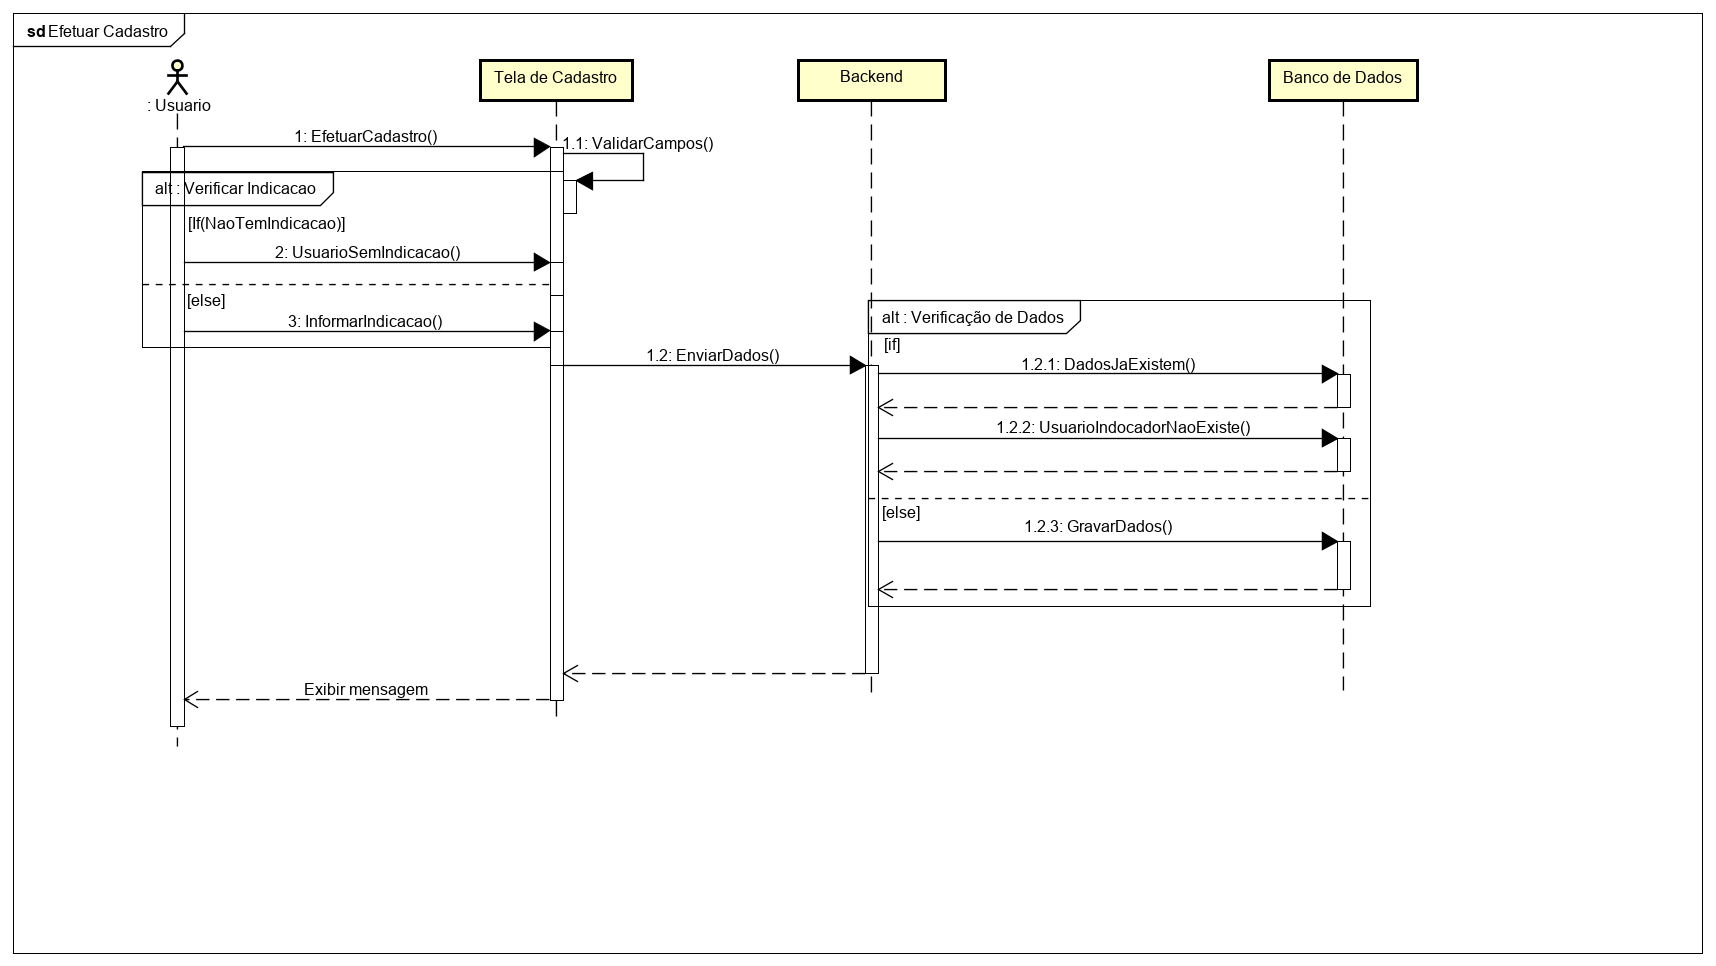 sd Efetuar Cadastro
: Usuario
Tela de Cadastro
Backend
Banco de Dados
1: EfetuarCadastro()
1.1: ValidarCampos()
alt : Verificar Indicacao
[If(NaoTemIndicacao)]
2: UsuarioSemIndicacao()
[else]
3: InformarIndicacao()
alt : Verificação de Dados
[if]
1.2: EnviarDados()
1.2.1: DadosJaExistem()
1.2.2: UsuarioIndocadorNaoExiste()
[else]
1.2.3: GravarDados()
Exibir mensagem